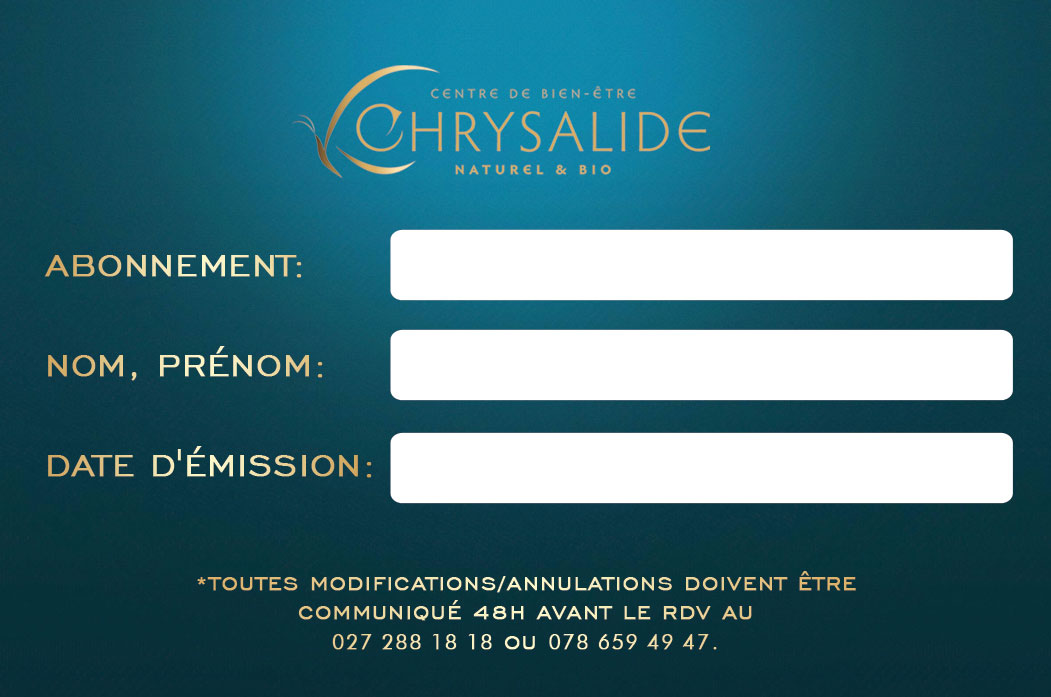 CENTRE DE BIEN-ÊTRE
CHRYSALIDE
NATUREL & BIO
ABONNEMENT:
NOM, PRÉNOM:
DATE D'ÉMISSION:
*TOUTES MODIFICATIONS/ANNULATIONS DOIVENT ÊTRE
COMMUNIQUÉ 48H AVANT LE RDV AU
027 288 18 18 OU 078 659 49 47.